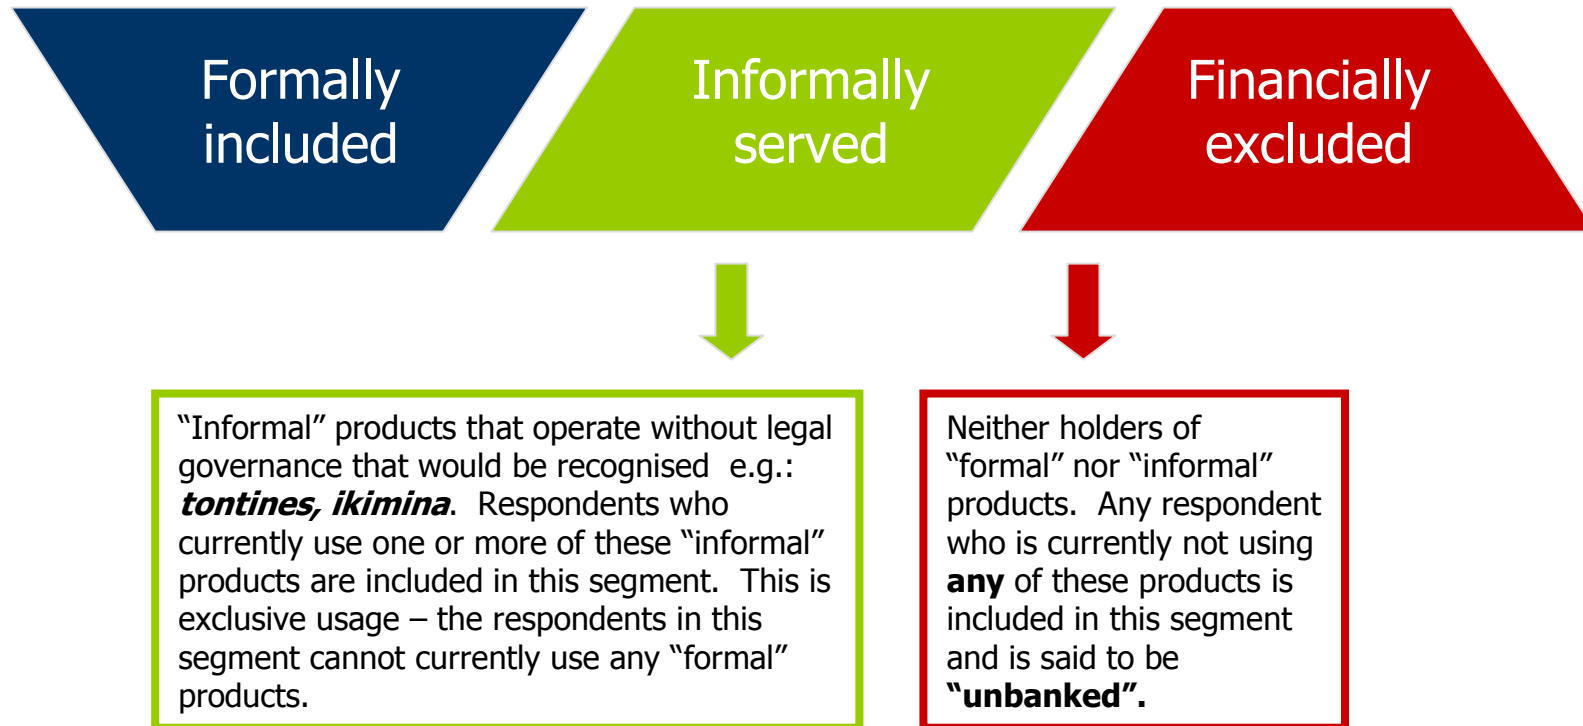 Formally
included
Informally
served
Financially
excluded
“Informal” products that operate without legal
governance that would be recognised  e.g.:
tontines, ikimina.  Respondents who
currently use one or more of these “informal”
products are included in this segment.  This is
exclusive usage – the respondents in this
segment cannot currently use any “formal”
products.
Neither holders of
“formal” nor “informal”
products.  Any respondent
who is currently not using
any of these products is
included in this segment
and is said to be
“unbanked”.